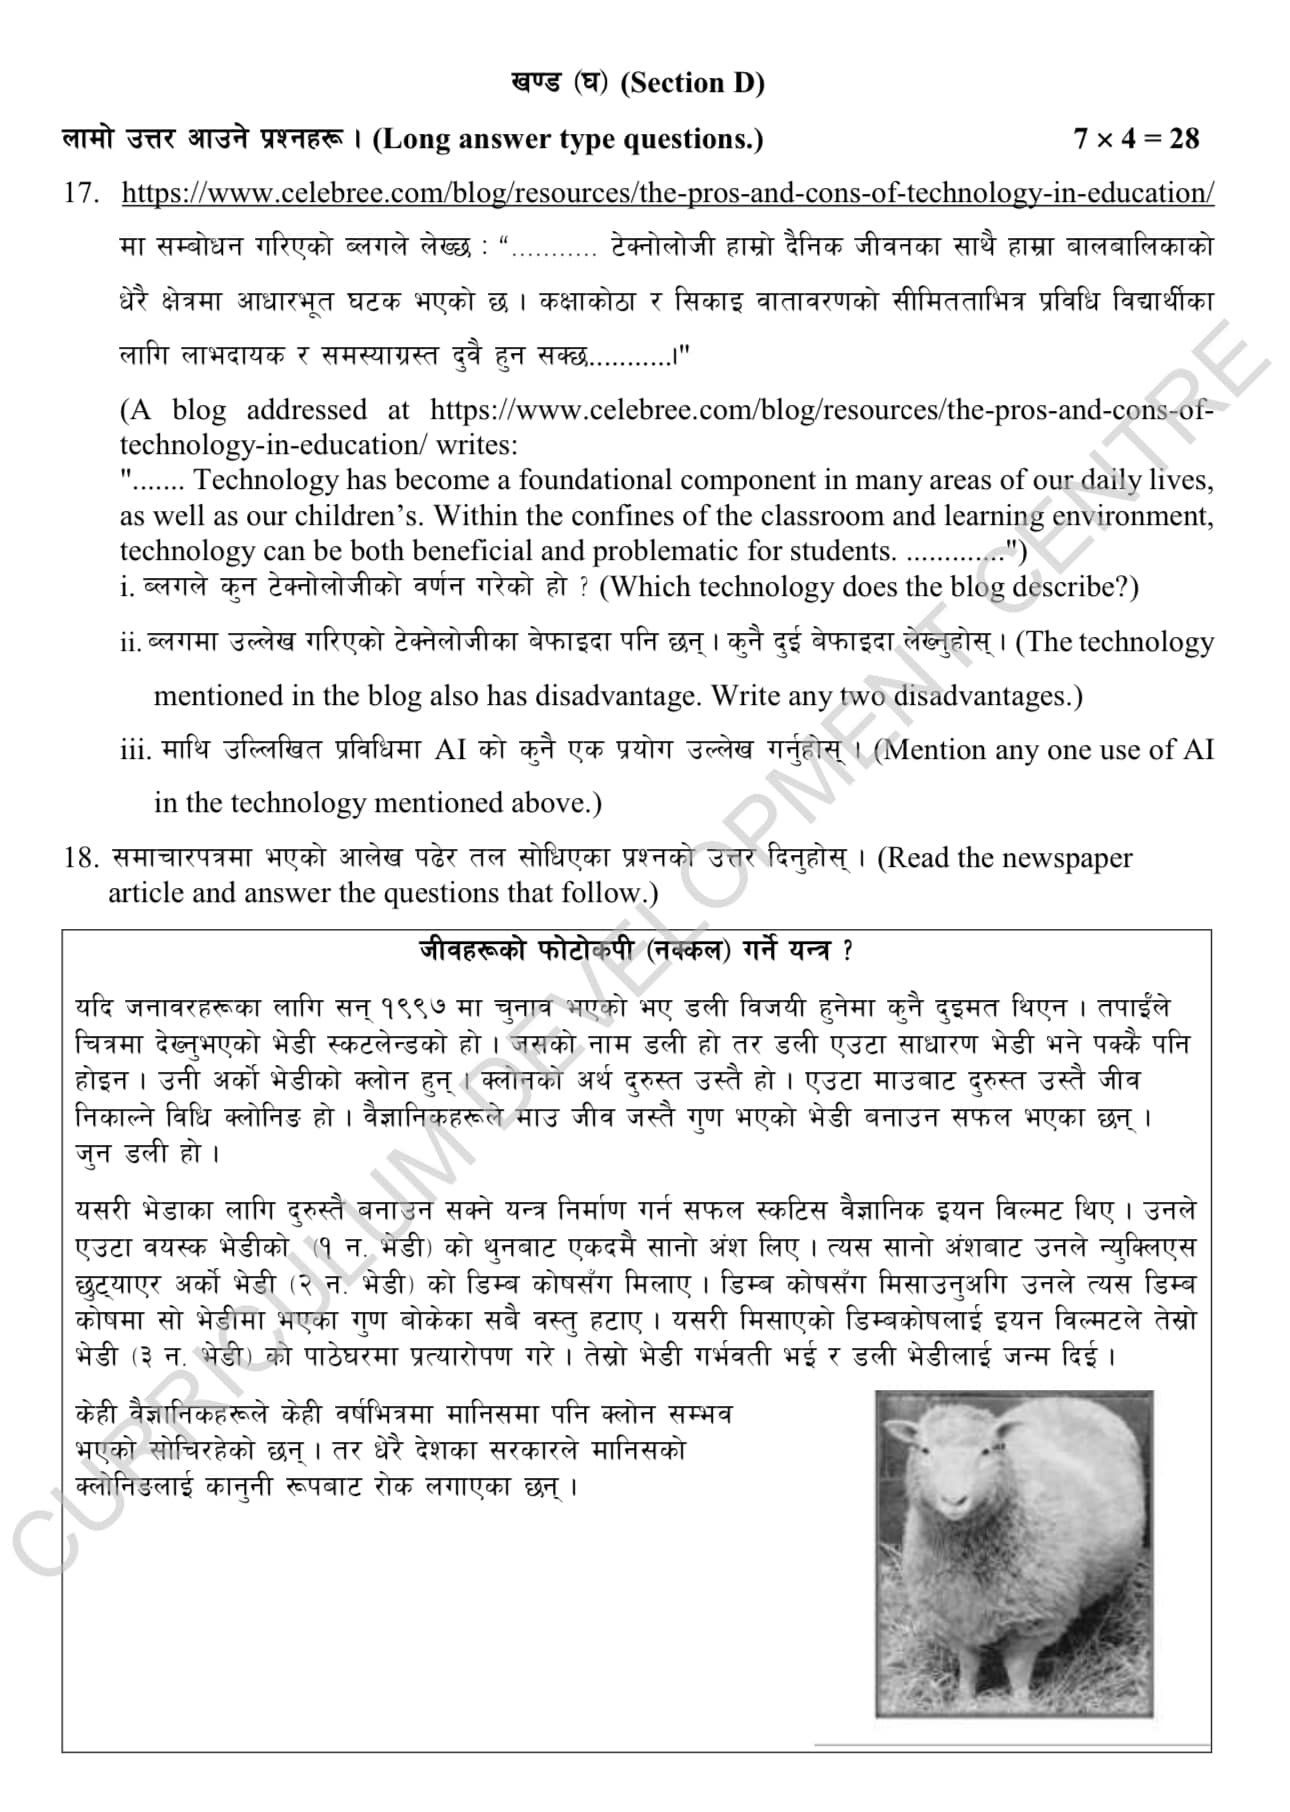 खण्ड (घ) (Section D)
लामो उत्तर आउने प्रश्नहरू । (Long answer type questions.) 7 × 4 = 28
17. https://www.celebree.com/blog/resources/the-pros-and-cons-of-technology-in-education/
मा सम्बोधन गरिएको ब्लगले लेख्छ : “........... टेक्नोलोजी हाम्रो दैनिक जीवनका साथै हाम्रा बालबालिकाको
धेरै क्षेत्रमा आधारभूत घटक भएको छ । कक्षाकोठा र सिकाइ वातावरणको सीमितताभित्र प्रविधि विद्यार्थीका
लागि लाभदायक र समस्याग्रस्त दुवै हुन सक्छ...........।"
(A blog addressed at https://www.celebree.com/blog/resources/the-pros-and-cons-of-
technology-in-education/ writes:
"....... Technology has become a foundational component in many areas of our daily lives,
as well as our children’s. Within the confines of the classroom and learning environment,
technology can be both beneficial and problematic for students. .............")
i. ब्लगले कुन टेक्नोलोजीको वर्णन गरेको हो ? (Which technology does the blog describe?)
ii. ब्लगमा उल्लेख गरिएको टेक्नेलोजीका बेफाइदा पनि छन् । कुनै दुई बेफाइदा लेख्नुहोस् । (The technology
mentioned in the blog also has disadvantage. Write any two disadvantages.)
iii. माथि उल्लिखित प्रविधिमा AI को कुनै एक प्रयोग उल्लेख गर्नुहोस् । (Mention any one use of AI
in the technology mentioned above.)
18. समाचारपत्रमा भएको आलेख पढेर तल सोधिएका प्रश्नको उत्तर दिनुहोस् । (Read the newspaper
article and answer the questions that follow.)
जीवहरूको फोटोकपी (नक्कल) गर्ने यन्त्र ?
यदि जनावरहरूका लागि सन् १९९७ मा चुनाव भएको भए डली विजयी हुनेमा कुनै दुइमत थिएन । तपाईंले
चित्रमा देख्नुभएको भेडी स्कटलेन्डको हो । जसको नाम डली हो तर डली एउटा साधारण भेडी भने पक्कै पनि
होइन । उनी अर्को भेडीको क्लोन हुन् । क्लोनको अर्थ दुरुस्त उस्तै हो । एउटा माउबाट दुरुस्त उस्तै जीव
निकाल्ने विधि क्लोनिङ हो । वैज्ञानिकहरूले माउ जीव जस्तै गुण भएको भेडी बनाउन सफल भएका छन् ।
जुन डली हो ।
यसरी भेडाका लागि दुरुस्तै बनाउन सक्ने यन्त्र निर्माण गर्न सफल स्कटिस वैज्ञानिक इयन विल्मट थिए । उनले
एउटा वयस्क भेडीको (१ न. भेडी) को थुनबाट एकदमै सानो अंश लिए । त्यस सानो अंशबाट उनले न्युक्लिएस
छुट्याएर अर्को भेडी (२ न. भेडी) को डिम्ब कोषसँग मिलाए । डिम्ब कोषसँग मिसाउनुअगि उनले त्यस डिम्ब
कोषमा सो भेडीमा भएका गुण बोकेका सबै वस्तु हटाए । यसरी मिसाएको डिम्बकोषलाई इयन विल्मटले तेस्रो
भेडी (३ न. भेडी) को पाठेघरमा प्रत्यारोपण गरे । तेस्रो भेडी गर्भवती भई र डली भेडीलाई जन्म दिई ।
केही वैज्ञानिकहरूले केही वर्षभित्रमा मानिसमा पनि क्लोन सम्भव
भएको सोचिरहेको छन् । तर धेरै देशका सरकारले मानिसको
क्लोनिङलाई कानुनी रूपबाट रोक लगाएका छन् ।
CURRICULUM DEVELOPMENT CENTRE